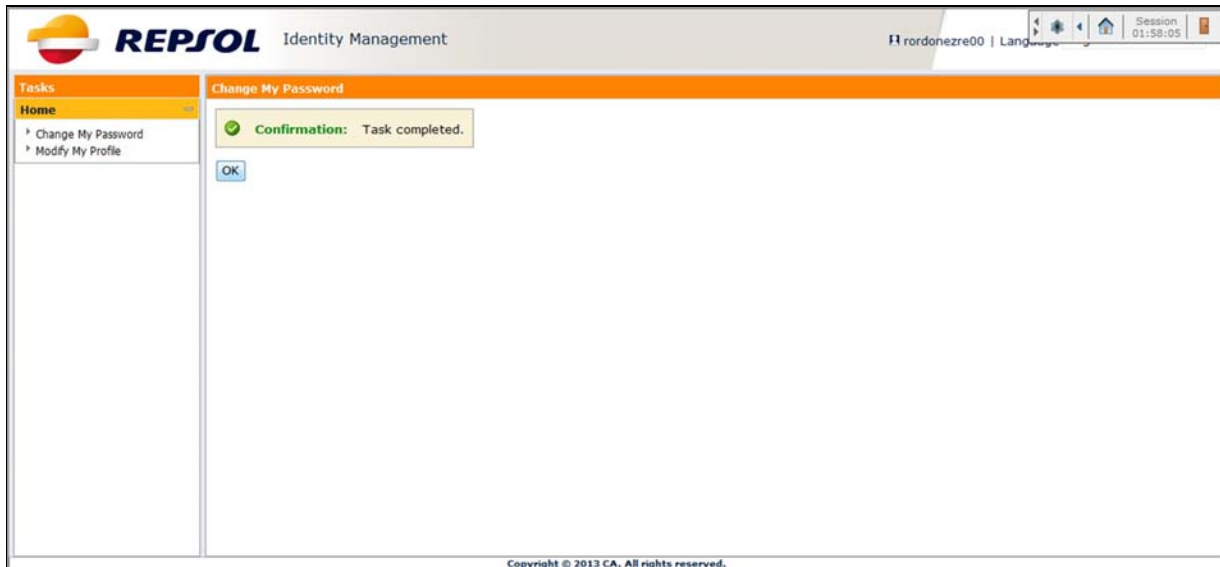 REPSOL Identity Management
rordonezre00 | Language
Session
01:58:05
Tasks
Home
Change My Password
Modify My Profile
Change My Password
Confirmation: Task completed.
OK
Copyright © 2013 CA. All rights reserved.